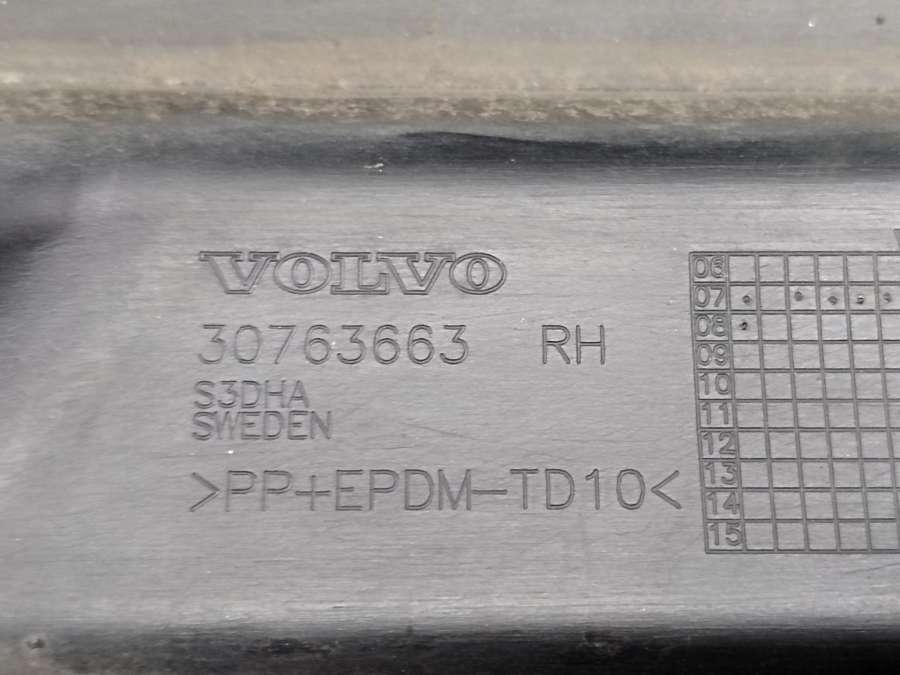 VOLVO
30763663 RH
S3DHA
SWEDEN
>PP+EPDM-TD10<
06
07
08
09
10
11
12
13
14
15